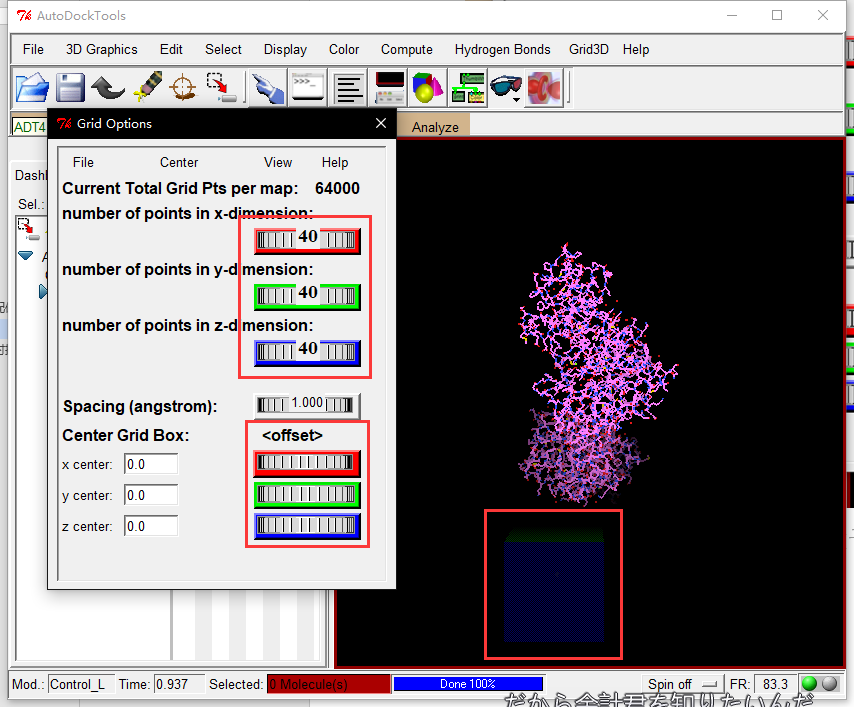 AutoDockTools
File 3D Graphics Edit Select Display Color Compute Hydrogen Bonds Grid3D Help
>>>_
ADT4
Analyze
Grid Options
Dashl
Sel.:
File Center View Help
Current Total Grid Pts per map: 64000
number of points in x-dimension:
40
number of points in y-dimension:
40
number of points in z-dimension:
40
Spacing (angstrom): 1.000
Center Grid Box: <offset>
x center: 0.0
y center: 0.0
z center: 0.0
Mod.: Control_L Time: 0.937 Selected: 0 Molecule(s) Done 100% Spin off FR: 83.3
だから余計君を知りたいんだ